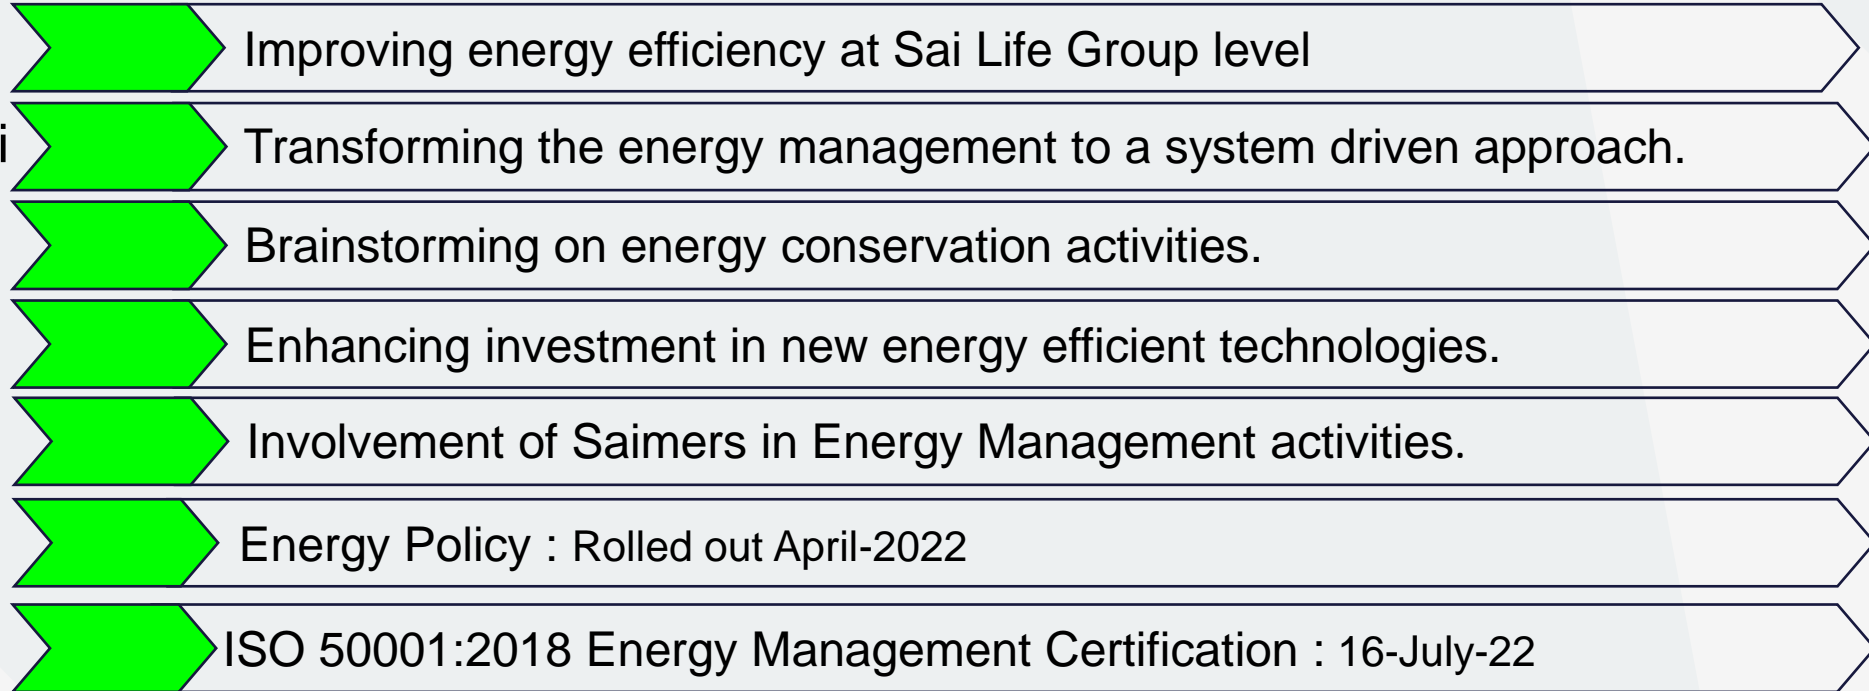 Improving energy efficiency at Sai Life Group level
i
Transforming the energy management to a system driven approach.
Brainstorming on energy conservation activities.
Enhancing investment in new energy efficient technologies.
Involvement of Saimers in Energy Management activities.
Energy Policy : Rolled out April-2022
ISO 50001:2018 Energy Management Certification : 16-July-22